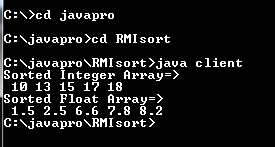 C:\>cd javapro
C:\javapro>cd RMIsort
C:\javapro\RMIsort>java client
Sorted Integer Array=>
10 13 15 17 18
Sorted Float Array=>
1.5 2.5 6.6 7.8 8.2
C:\javapro\RMIsort>